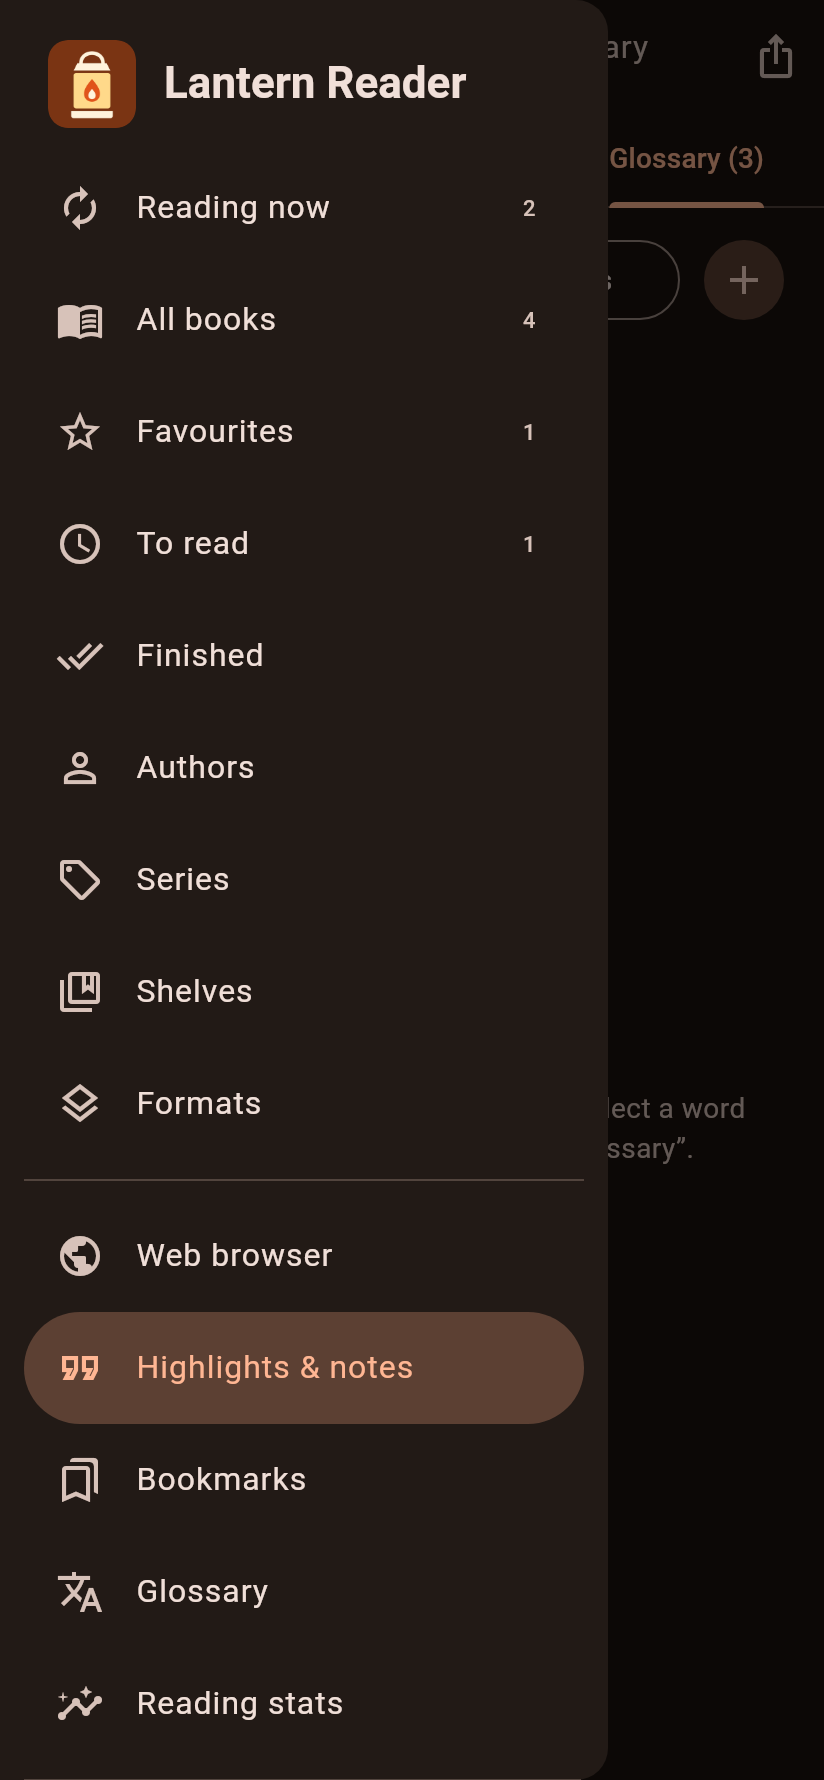 Lantern Reader
Reading now 2
All books 4
Favourites 1
To read 1
Finished
Authors
Series
Shelves
Formats
Web browser
Highlights & notes
Bookmarks
Glossary
Reading stats
Glossary (3)
a word